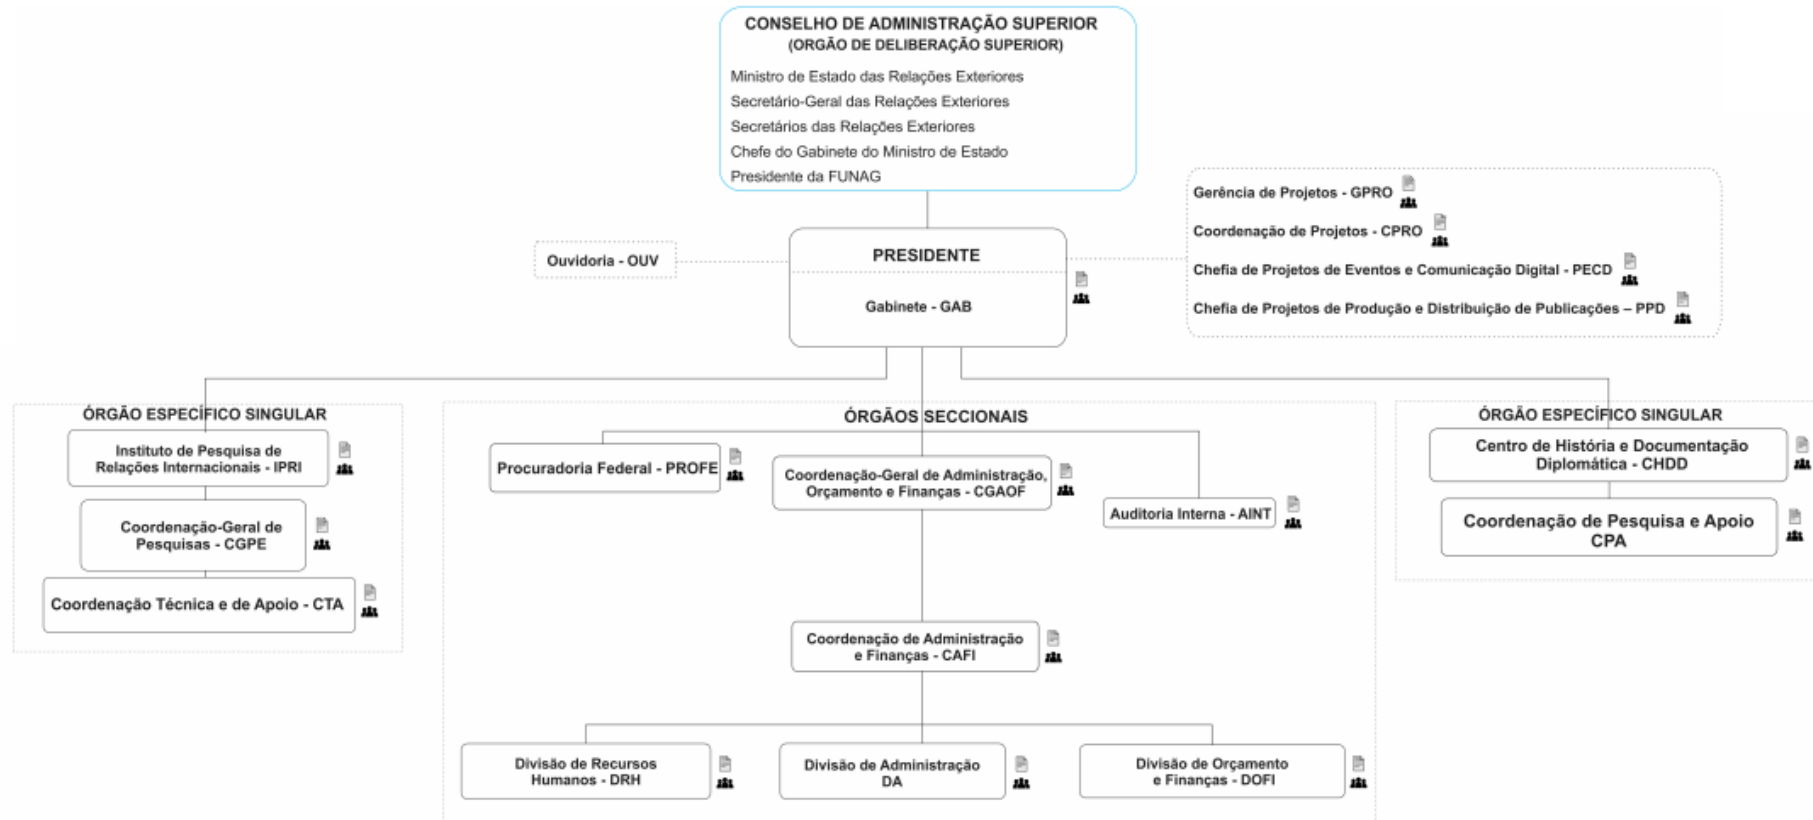 CONSELHO DE ADMINISTRAÇÃO SUPERIOR
(ORGÃO DE DELIBERAÇÃO SUPERIOR)
Ministro de Estado das Relações Exteriores
Secretário-Geral das Relações Exteriores
Secretários das Relações Exteriores
Chefe do Gabinete do Ministro de Estado
Presidente da FUNAG
Ouvidoria - OUV
PRESIDENTE
Gabinete - GAB
Gerência de Projetos - GPRO
Coordenação de Projetos - CPRO
Chefia de Projetos de Eventos e Comunicação Digital - PECD
Chefia de Projetos de Produção e Distribuição de Publicações – PPD
ÓRGÃO ESPECÍFICO SINGULAR
Instituto de Pesquisa de
Relações Internacionais - IPRI
Coordenação-Geral de
Pesquisas - CGPE
Coordenação Técnica e de Apoio - CTA
ÓRGÃOS SECCIONAIS
Procuradoria Federal - PROFE
Coordenação-Geral de Administração,
Orçamento e Finanças - CGAOF
Auditoria Interna - AINT
Coordenação de Administração
e Finanças - CAFI
Divisão de Recursos
Humanos - DRH
Divisão de Administração
DA
Divisão de Orçamento
e Finanças - DOFI
ÓRGÃO ESPECÍFICO SINGULAR
Centro de História e Documentação
Diplomática - CHDD
Coordenação de Pesquisa e Apoio
CPA